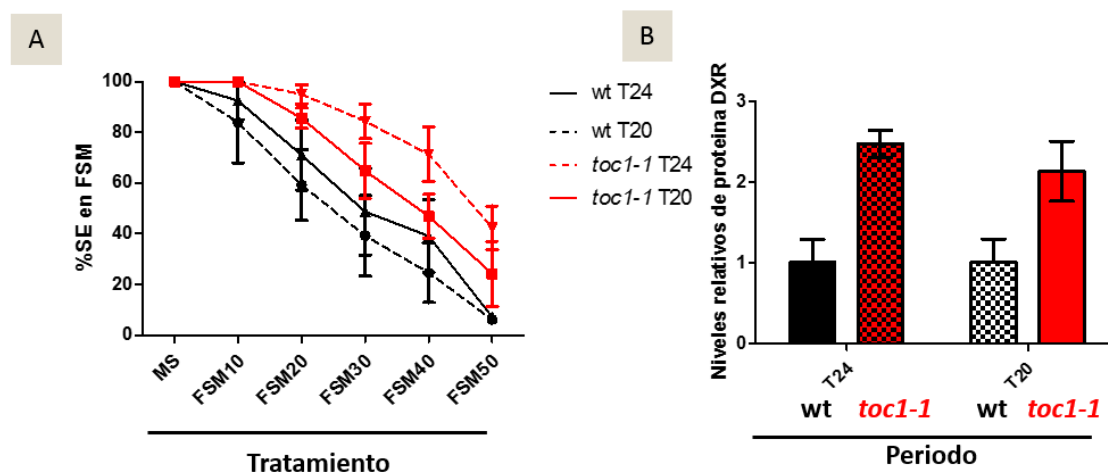 A
%SE en FSM
100
80
60
40
20
0
MS
FSM10
FSM20
FSM30
FSM40
FSM50
Tratamiento
wt T24
wt T20
toc1-1 T24
toc1-1 T20
B
Niveles relativos de proteina DXR
3
2
1
0
T24
T20
wt toc1-1 wt toc1-1
Periodo